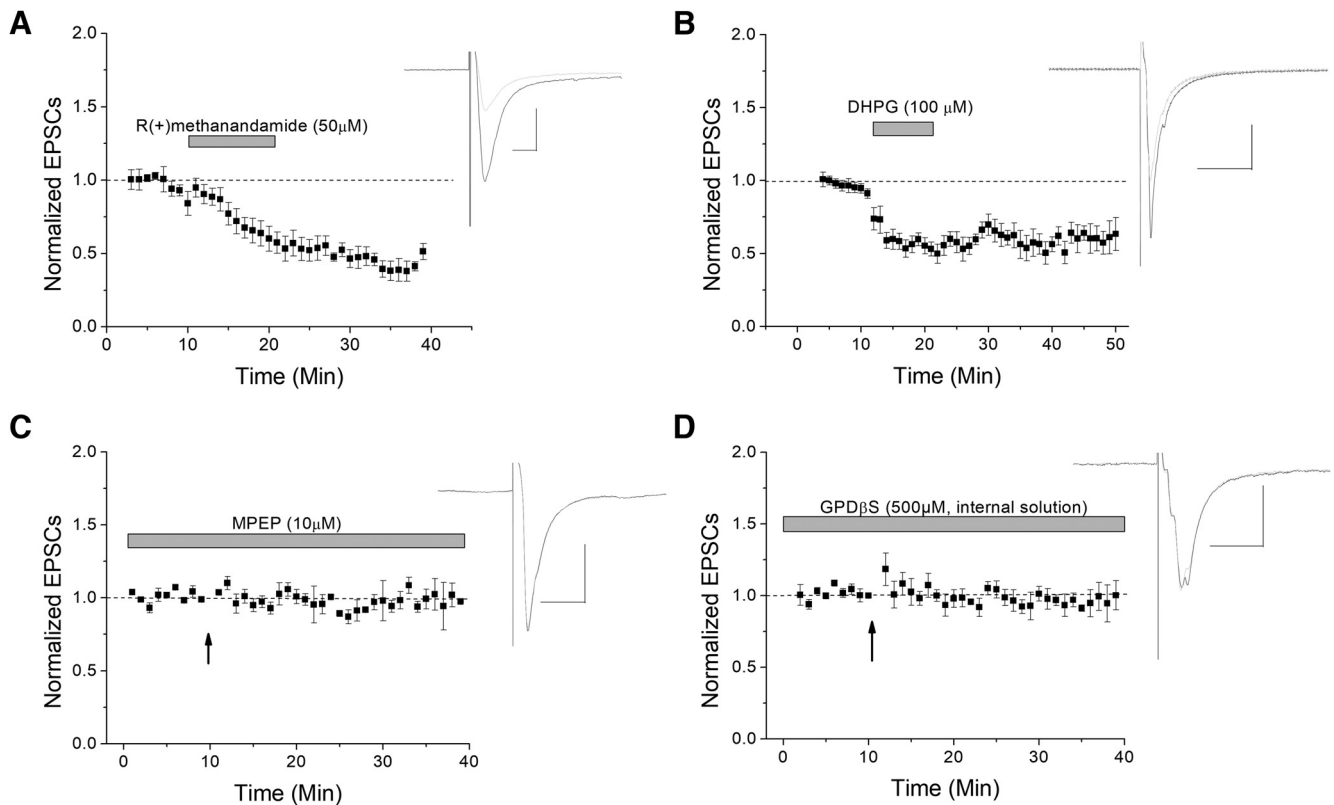 A
2.0
1.5
1.0
0.5
0.0
Normalized EPSCs
R(+)methanandamide (50μM)
0 10 20 30 40
Time (Min)
B
2.0
1.5
1.0
0.5
0.0
Normalized EPSCs
DHPG (100 μM)
0 10 20 30 40 50
Time (Min)
C
2.0
1.5
1.0
0.5
0.0
Normalized EPSCs
MPEP (10μM)
0 10 20 30 40
Time (Min)
D
2.0
1.5
1.0
0.5
0.0
Normalized EPSCs
GPDβS (500μM, internal solution)
0 10 20 30 40
Time (Min)